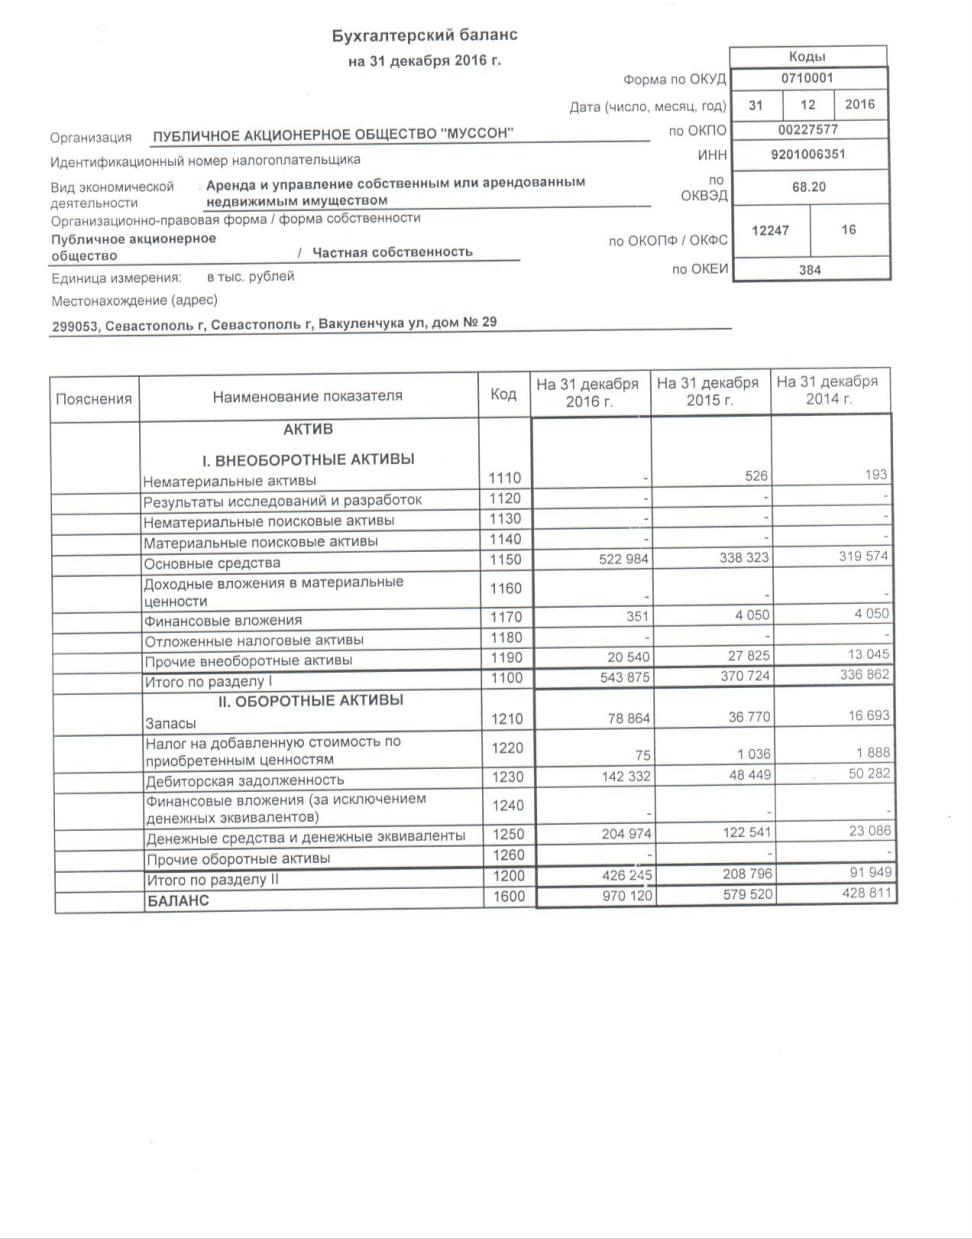 Бухгалтерский баланс
на 31 декабря 2016 г.
Коды
Форма по ОКУД 0710001
Дата (число, месяц, год) 31 12 2016
Организация ПУБЛИЧНОЕ АКЦИОНЕРНОЕ ОБЩЕСТВО "МУССОН" по ОКПО 00227577
Идентификационный номер налогоплательщика ИНН 9201006351
Вид экономической деятельности Аренда и управление собственным или арендованным недвижимым имуществом по ОКВЭД 68.20
Организационно-правовая форма / форма собственности
Публичное акционерное общество / Частная собственность по ОКОПФ / ОКФС 12247 16
Единица измерения: в тыс. рублей по ОКЕИ 384
Местонахождение (адрес)
299053, Севастополь г, Севастополь г, Вакуленчука ул, дом № 29
Пояснения Наименование показателя Код На 31 декабря 2016 г. На 31 декабря 2015 г. На 31 декабря 2014 г.
АКТИВ
I. ВНЕОБОРОТНЫЕ АКТИВЫ
Нематериальные активы 1110 - 526 193
Результаты исследований и разработок 1120 - - -
Нематериальные поисковые активы 1130 - - -
Материальные поисковые активы 1140 - - -
Основные средства 1150 522 984 338 323 319 574
Доходные вложения в материальные ценности 1160 - - -
Финансовые вложения 1170 351 4 050 4 050
Отложенные налоговые активы 1180 - - -
Прочие внеоборотные активы 1190 20 540 27 825 13 045
Итого по разделу I 1100 543 875 370 724 336 862
II. ОБОРОТНЫЕ АКТИВЫ
Запасы 1210 78 864 36 770 16 693
Налог на добавленную стоимость по приобретенным ценностям 1220 75 1 036 1 888
Дебиторская задолженность 1230 142 332 48 449 50 282
Финансовые вложения (за исключением денежных эквивалентов) 1240 - - -
Денежные средства и денежные эквиваленты 1250 204 974 122 541 23 086
Прочие оборотные активы 1260 - - -
Итого по разделу II 1200 426 245 208 796 91 949
БАЛАНС 1600 970 120 579 520 428 811